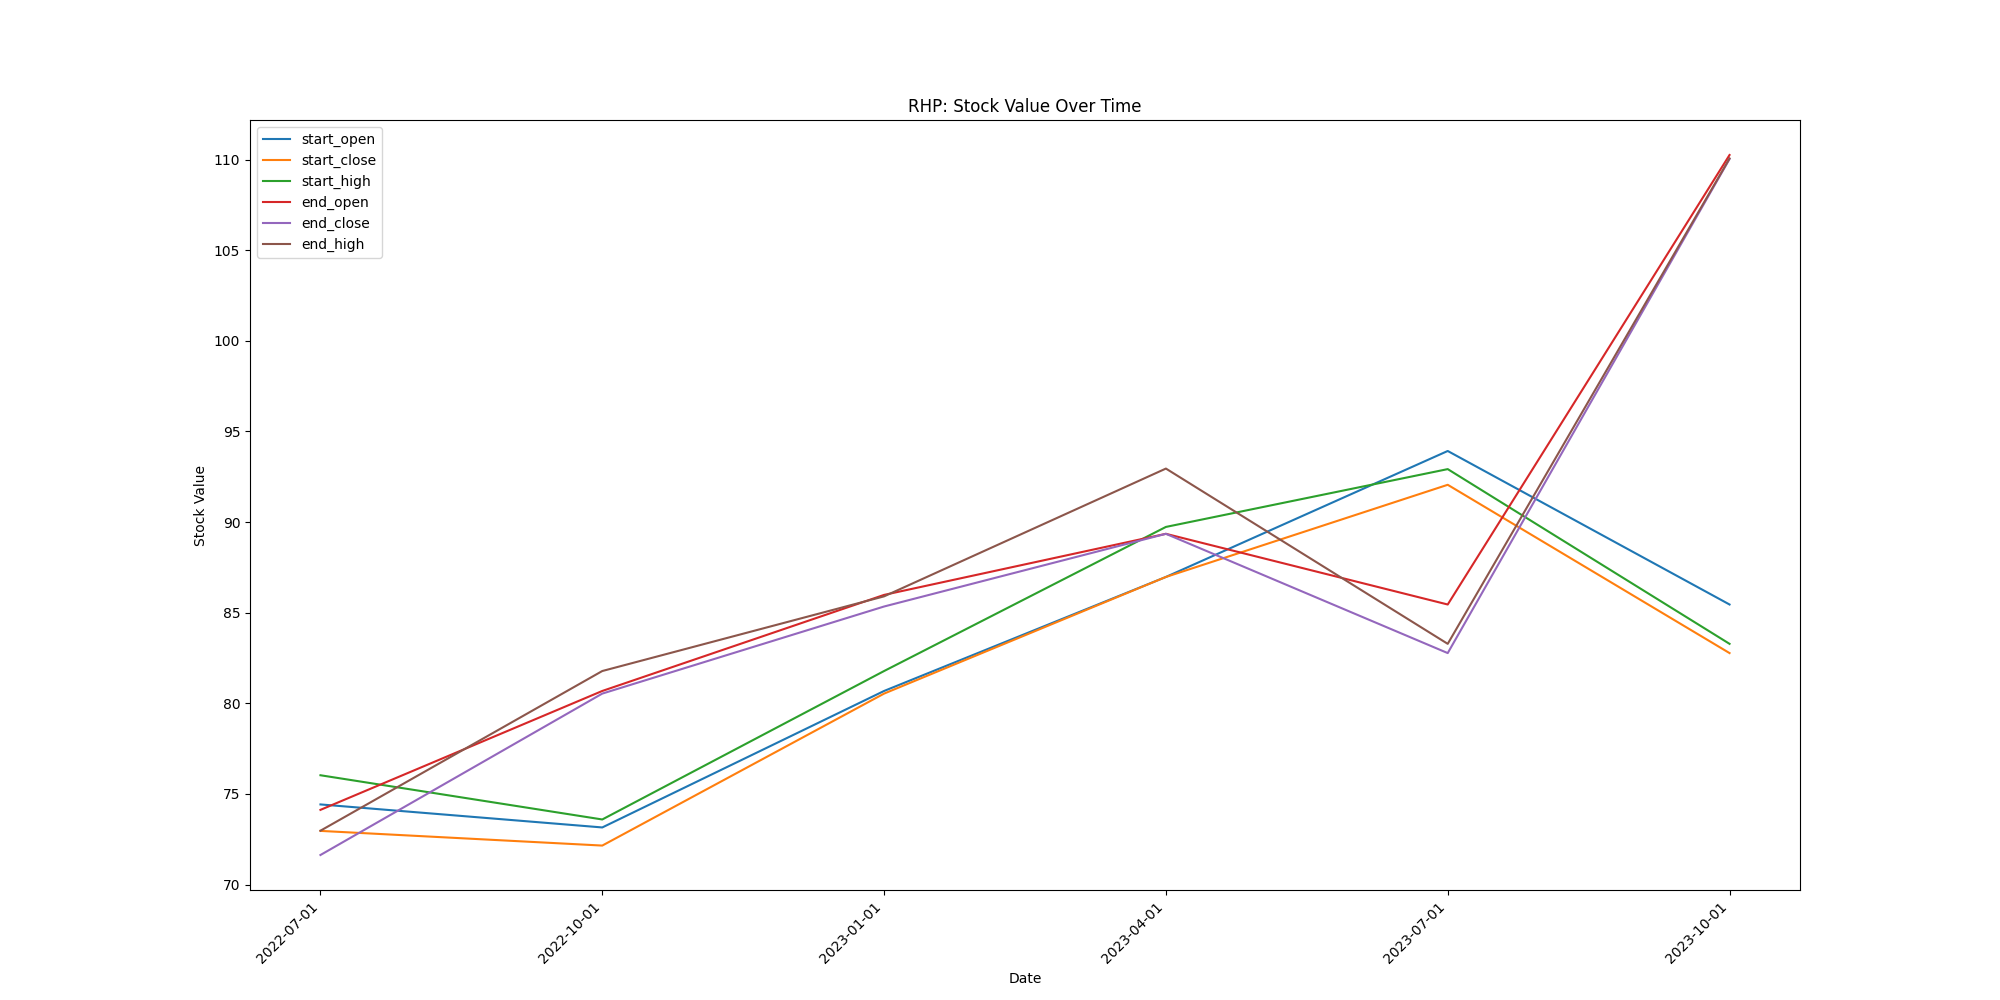 RHP: Stock Value Over Time
start_open
start_close
start_high
end_open
end_close
end_high
110
105
100
95
90
85
80
75
70
Stock Value
2022-07-01
2022-10-01
2023-01-01
2023-04-01
2023-07-01
2023-10-01
Date